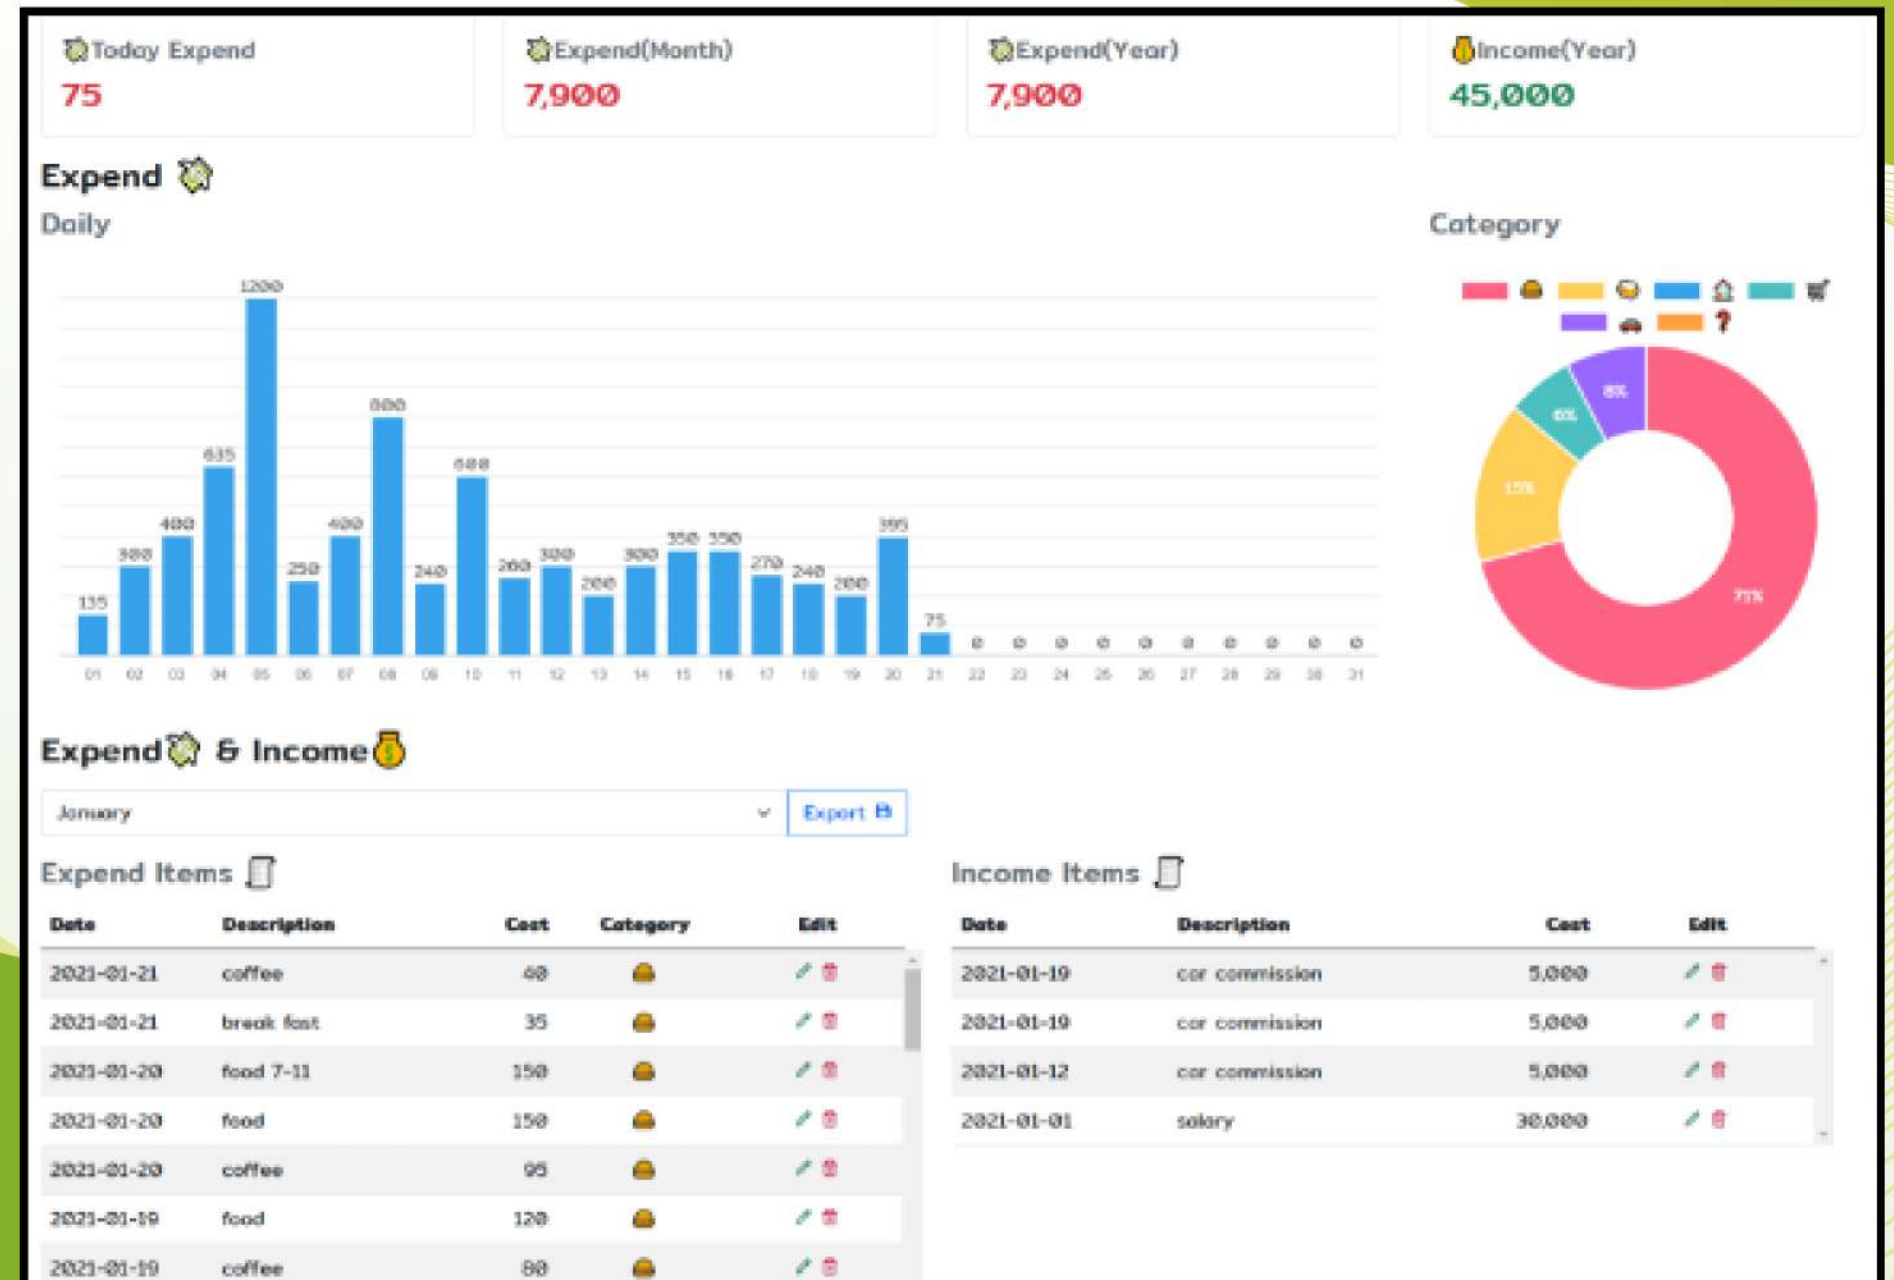 Today Expend
75
Expend(Month)
7,900
Expend(Year)
7,900
Income(Year)
45,000
Expend
Daily
1200
800
635
600
400
400
395
350 350
300
300
300
270
260
250
240
240
200
200
135
75
0 0 0 0 0 0 0 0 0 0
01 02 03 04 05 06 07 08 09 10 11 12 13 14 15 16 17 18 19 20 21 22 23 24 25 26 27 28 29 30 31
Category
8%
6%
15%
71%
Expend & Income
January
Export
Expend Items
Date Description Cost Category Edit
2021-01-21 coffee 40
2021-01-21 break fast 35
2021-01-20 food 7-11 150
2021-01-20 food 150
2021-01-20 coffee 95
2021-01-19 food 120
2021-01-19 coffee 80
Income Items
Date Description Cost Edit
2021-01-19 car commission 5,000
2021-01-19 car commission 5,000
2021-01-12 car commission 5,000
2021-01-01 salary 30,000